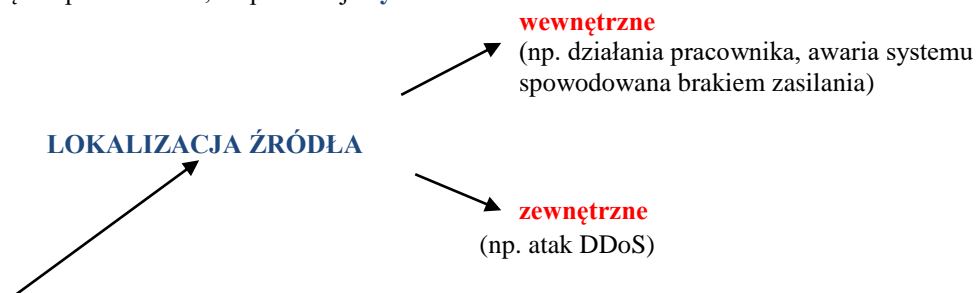 wewnętrzne
(np. działania pracownika, awaria systemu
spowodowana brakiem zasilania)
LOKALIZACJA ŹRÓDŁA
zewnętrzne
(np. atak DDoS)